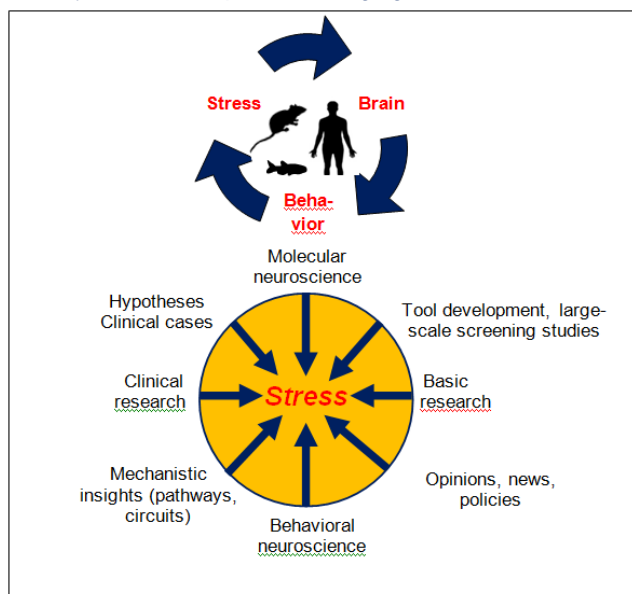 Stress
Brain
Beha-
vior
Molecular
neuroscience
Hypotheses
Clinical cases
Tool development, large-
scale screening studies
Clinical
research
Stress
Basic
research
Mechanistic
insights (pathways,
circuits)
Opinions, news,
policies
Behavioral
neuroscience